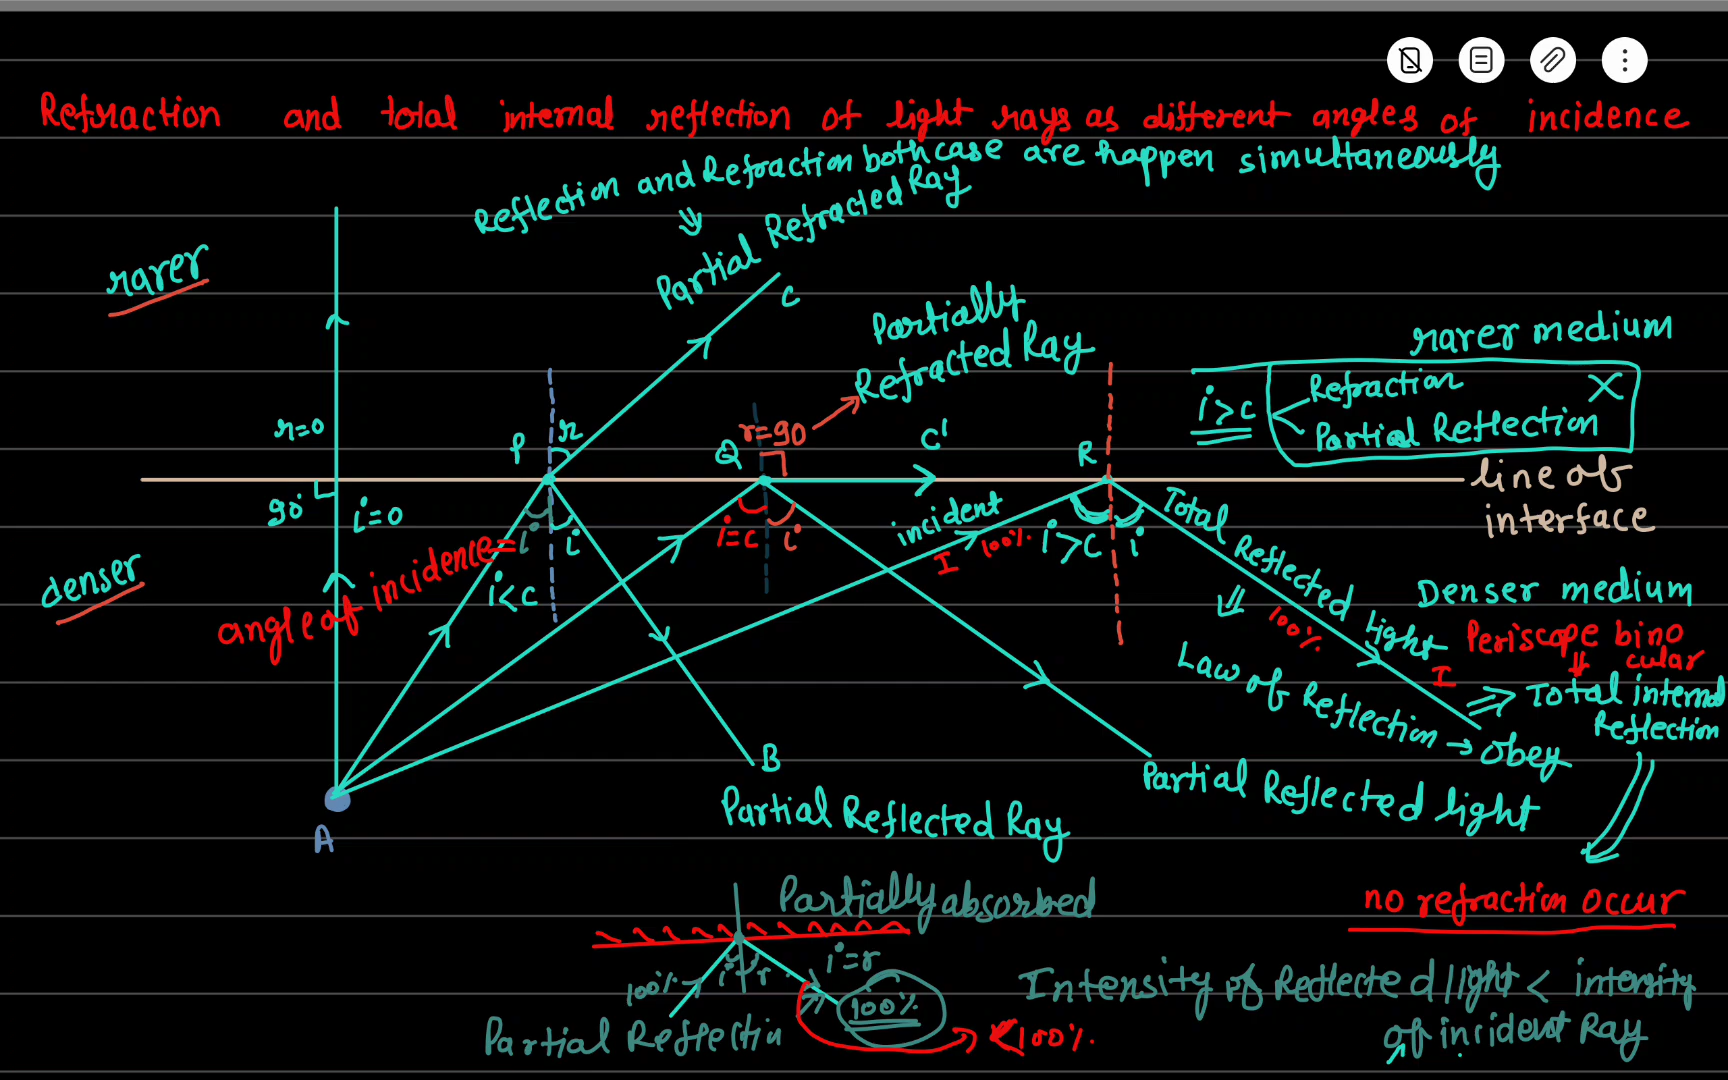 Refraction and total internal reflection of light rays as different angles of incidence
Reflection and Refraction both case are happen simultaneously
Partial Refracted Ray
rarer
C
Partially
Refracted Ray
rarer medium
i>c
Refraction X
Partial Reflection
r=0
P
r
Q
r=90
C'
R
line of
interface
90°
i=0
i
i
i=c
i
incident
I 100%
i>c
i
Total Reflected light
100%
I
denser
angle of incidence =
i<c
Denser medium
Periscope binocular
Law of Reflection → obey
Total internal
Reflection
A
B
Partial Reflected Ray
Partial Reflected light
no refraction occur
Partially absorbed
100%
i
r
i=r
100%
<100%
Partial Reflectin
Intensity of Reflected light < intensity
of incident Ray